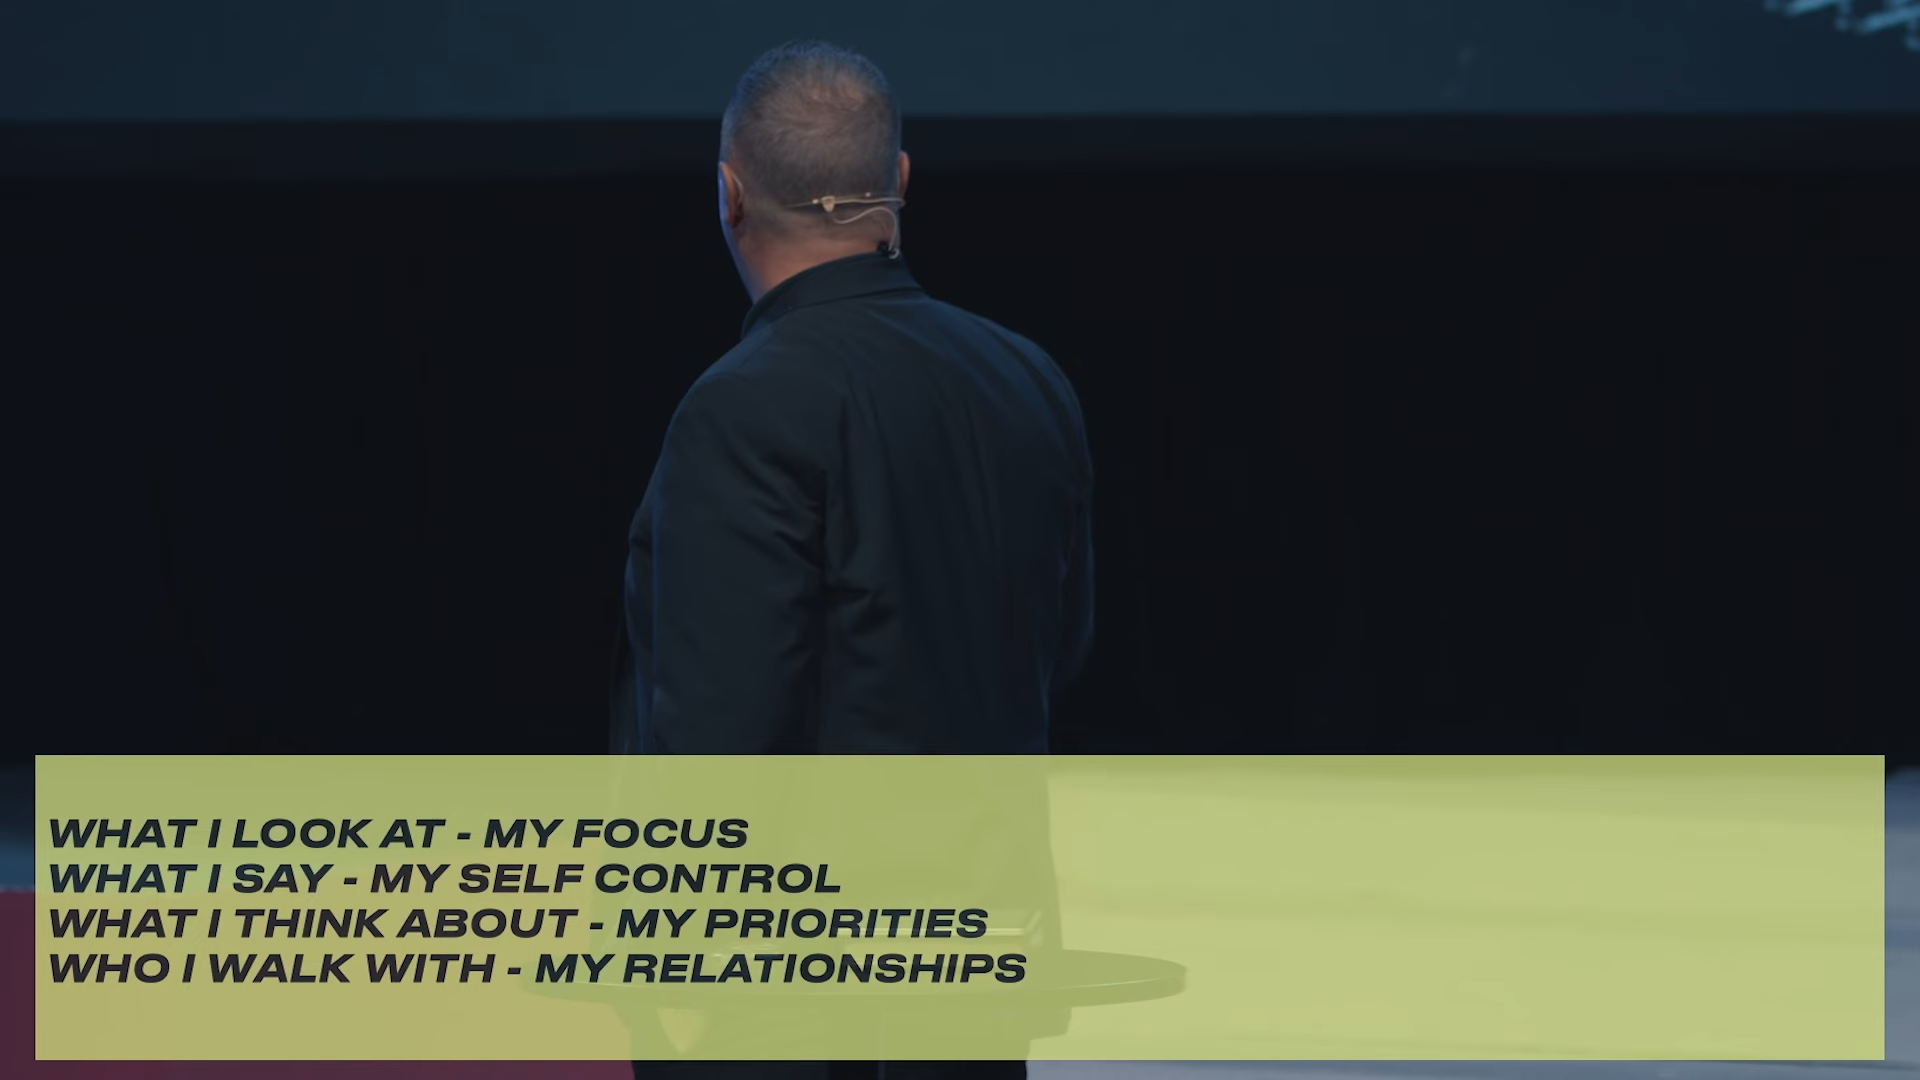 WHAT I LOOK AT - MY FOCUS
WHAT I SAY - MY SELF CONTROL
WHAT I THINK ABOUT - MY PRIORITIES
WHO I WALK WITH - MY RELATIONSHIPS